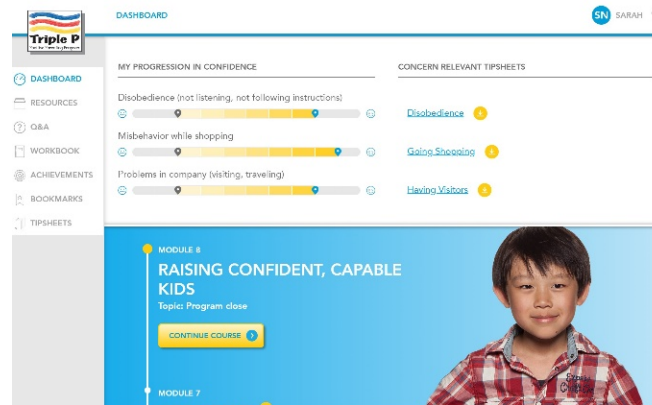 Triple P
DASHBOARD
SN SARAH
DASHBOARD
RESOURCES
Q&A
WORKBOOK
ACHIEVEMENTS
BOOKMARKS
TIPSHEETS
MY PROGRESSION IN CONFIDENCE
Disobedience (not listening, not following instructions)
Misbehavior while shopping
Problems in company (visiting, traveling)
CONCERN RELEVANT TIPSHEETS
Disobedience
Going Shopping
Having Visitors
MODULE 8
RAISING CONFIDENT, CAPABLE
KIDS
Topic: Program close
CONTINUE COURSE
MODULE 7